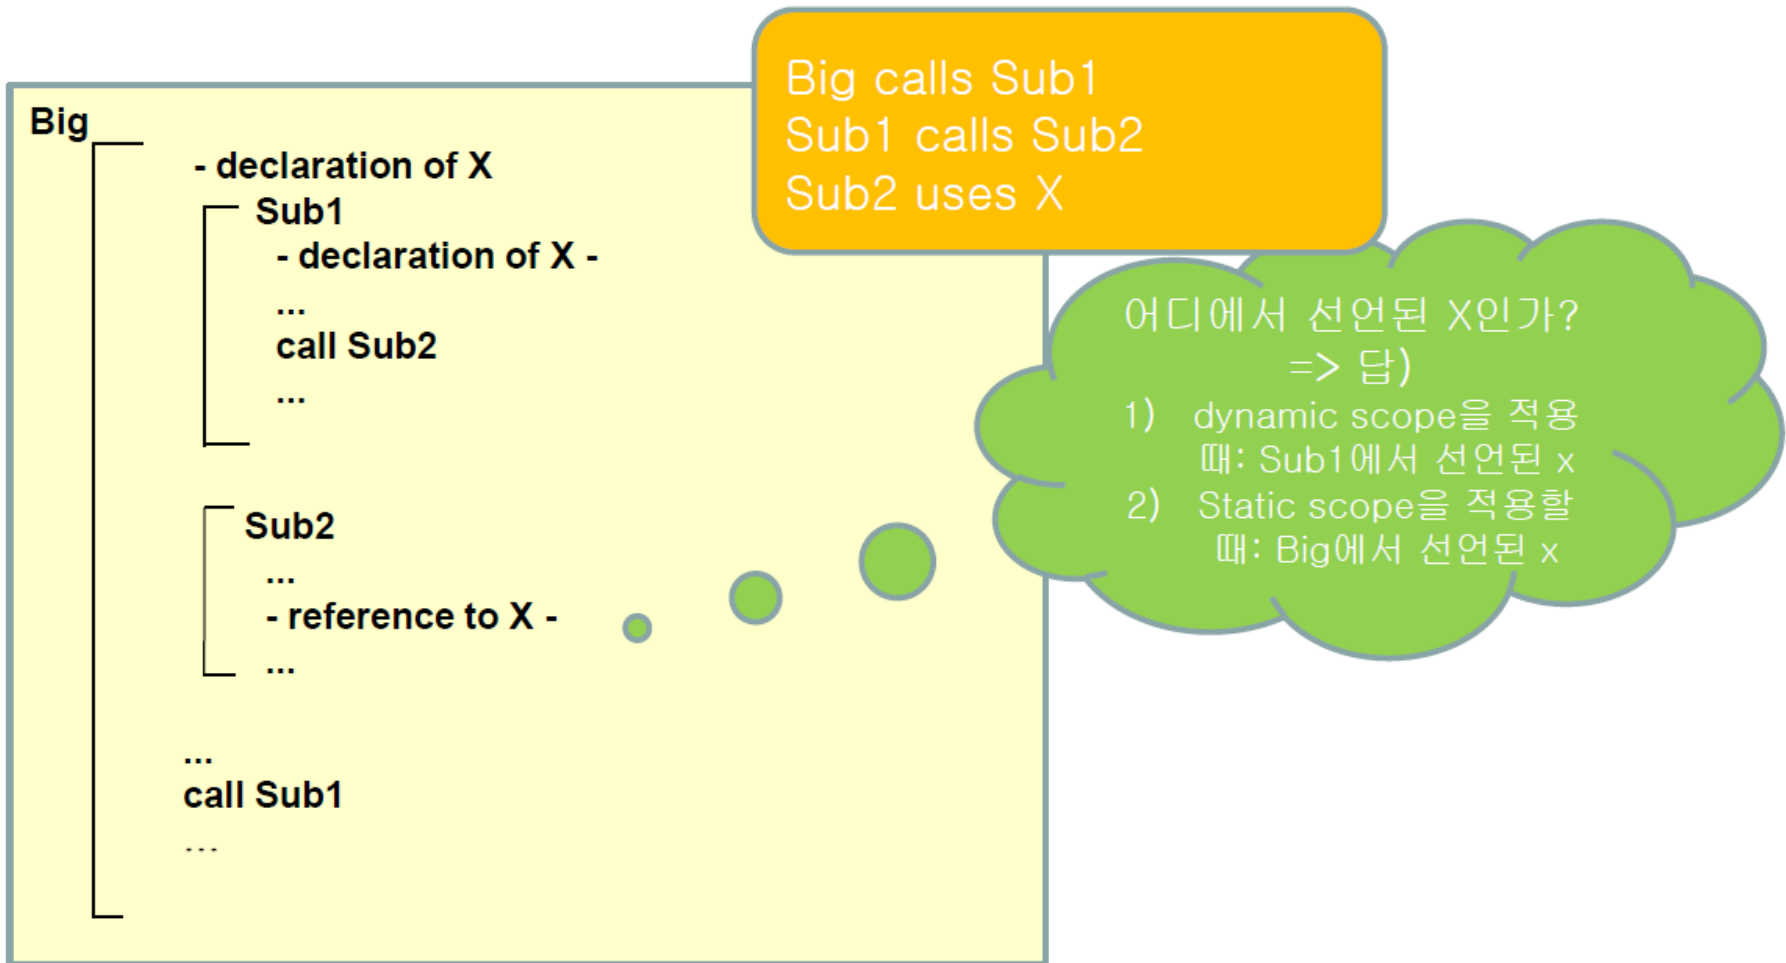 Big calls Sub1
Sub1 calls Sub2
Sub2 uses X
Big
- declaration of X
Sub1
- declaration of X -
...
call Sub2
...
Sub2
...
- reference to X -
...
...
call Sub1
...
어디에서 선언된 X인가?
=> 답)
1) dynamic scope을 적용
때: Sub1에서 선언된 x
2) Static scope을 적용할
때: Big에서 선언된 x